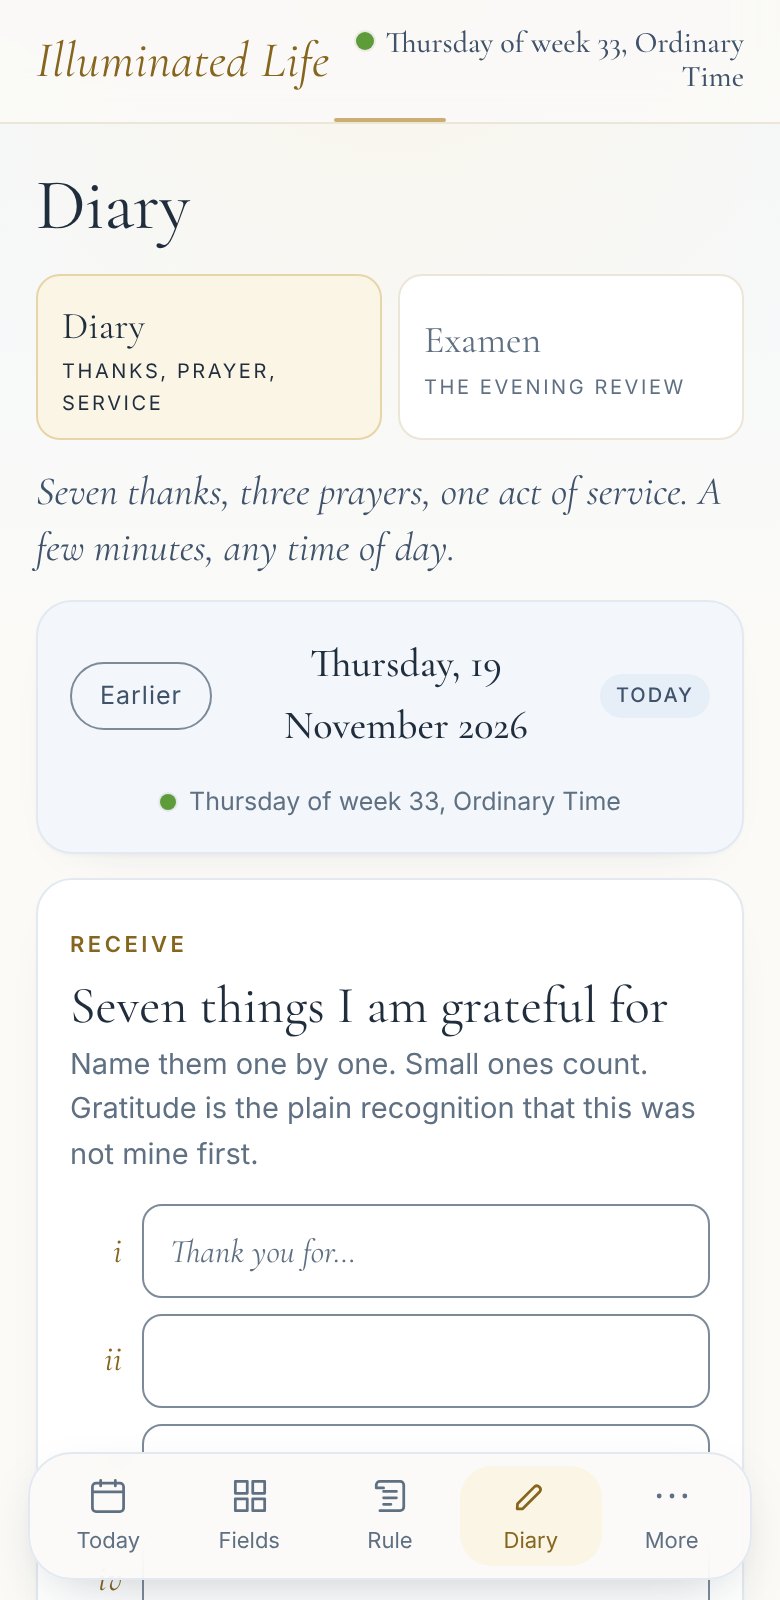 Illuminated Life
Thursday of week 33, Ordinary
Time
Diary
Diary
THANKS, PRAYER,
SERVICE
Examen
THE EVENING REVIEW
Seven thanks, three prayers, one act of service. A
few minutes, any time of day.
Earlier
Thursday, 19
November 2026
TODAY
Thursday of week 33, Ordinary Time
RECEIVE
Seven things I am grateful for
Name them one by one. Small ones count.
Gratitude is the plain recognition that this was
not mine first.
i
Thank you for...
ii
Today
Fields
Rule
Diary
More
iv